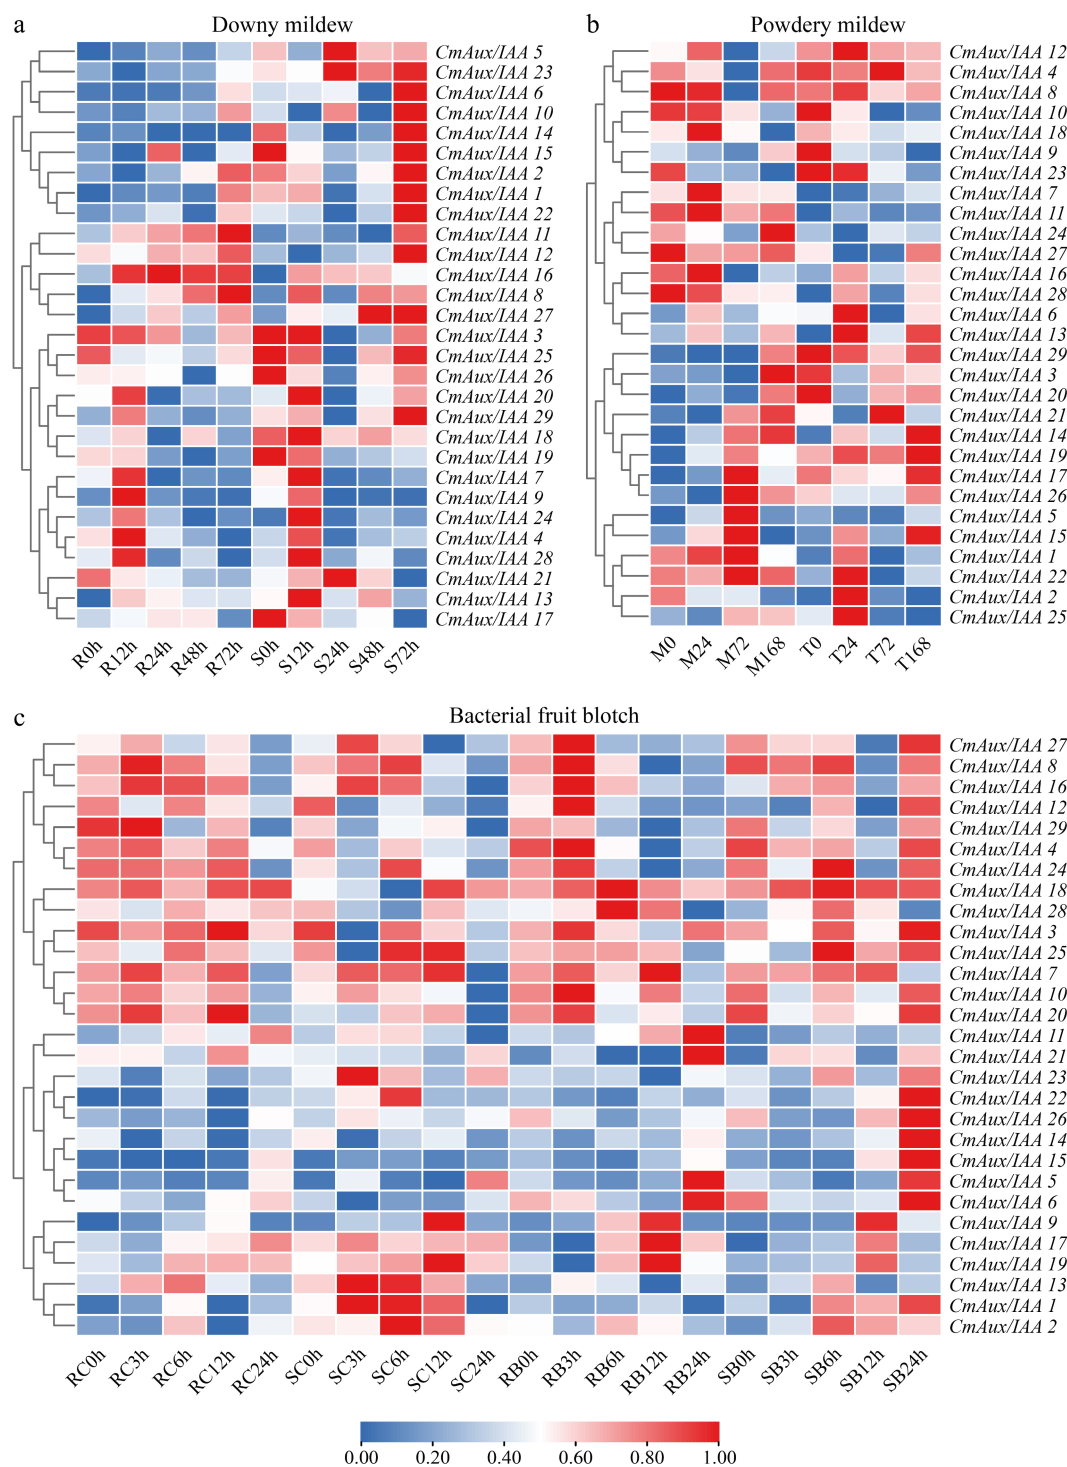 a
Downy mildew
CmAux/IAA 5
CmAux/IAA 23
CmAux/IAA 6
CmAux/IAA 10
CmAux/IAA 14
CmAux/IAA 15
CmAux/IAA 2
CmAux/IAA 1
CmAux/IAA 22
CmAux/IAA 11
CmAux/IAA 12
CmAux/IAA 16
CmAux/IAA 8
CmAux/IAA 27
CmAux/IAA 3
CmAux/IAA 25
CmAux/IAA 26
CmAux/IAA 20
CmAux/IAA 29
CmAux/IAA 18
CmAux/IAA 19
CmAux/IAA 7
CmAux/IAA 9
CmAux/IAA 24
CmAux/IAA 4
CmAux/IAA 28
CmAux/IAA 21
CmAux/IAA 13
CmAux/IAA 17
R0h R12h R24h R48h R72h S0h S12h S24h S48h S72h
b
Powdery mildew
CmAux/IAA 12
CmAux/IAA 4
CmAux/IAA 8
CmAux/IAA 10
CmAux/IAA 18
CmAux/IAA 9
CmAux/IAA 23
CmAux/IAA 7
CmAux/IAA 11
CmAux/IAA 24
CmAux/IAA 27
CmAux/IAA 16
CmAux/IAA 28
CmAux/IAA 6
CmAux/IAA 13
CmAux/IAA 29
CmAux/IAA 3
CmAux/IAA 20
CmAux/IAA 21
CmAux/IAA 14
CmAux/IAA 19
CmAux/IAA 17
CmAux/IAA 26
CmAux/IAA 5
CmAux/IAA 15
CmAux/IAA 1
CmAux/IAA 22
CmAux/IAA 2
CmAux/IAA 25
M0 M24 M72 M168 T0 T24 T72 T168
c
Bacterial fruit blotch
CmAux/IAA 27
CmAux/IAA 8
CmAux/IAA 16
CmAux/IAA 12
CmAux/IAA 29
CmAux/IAA 4
CmAux/IAA 24
CmAux/IAA 18
CmAux/IAA 28
CmAux/IAA 3
CmAux/IAA 25
CmAux/IAA 7
CmAux/IAA 10
CmAux/IAA 20
CmAux/IAA 11
CmAux/IAA 21
CmAux/IAA 23
CmAux/IAA 22
CmAux/IAA 26
CmAux/IAA 14
CmAux/IAA 15
CmAux/IAA 5
CmAux/IAA 6
CmAux/IAA 9
CmAux/IAA 17
CmAux/IAA 19
CmAux/IAA 13
CmAux/IAA 1
CmAux/IAA 2
RC0h RC3h RC6h RC12h RC24h SC0h SC3h SC6h SC12h SC24h RB0h RB3h RB6h RB12h RB24h SB0h SB3h SB6h SB12h SB24h
0.00 0.20 0.40 0.60 0.80 1.00